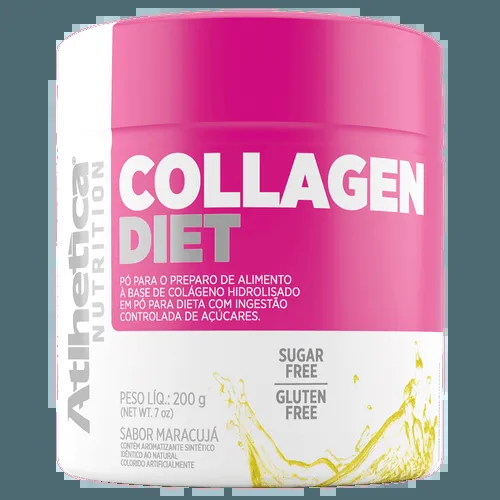 COLLAGEN
DIET
PÓ PARA O PREPARO DE ALIMENTO
À BASE DE COLÁGENO HIDROLISADO
EM PÓ PARA DIETA COM INGESTÃO
CONTROLADA DE AÇÚCARES.
SUGAR
FREE
GLUTEN
FREE
PESO LÍQ.: 200 g
(NET WT. 7 oz)
SABOR MARACUJÁ
CONTÉM AROMATIZANTE SINTÉTICO
IDÊNTICO AO NATURAL
COLORIDO ARTIFICIALMENTE
Atlhetica®
NUTRITION